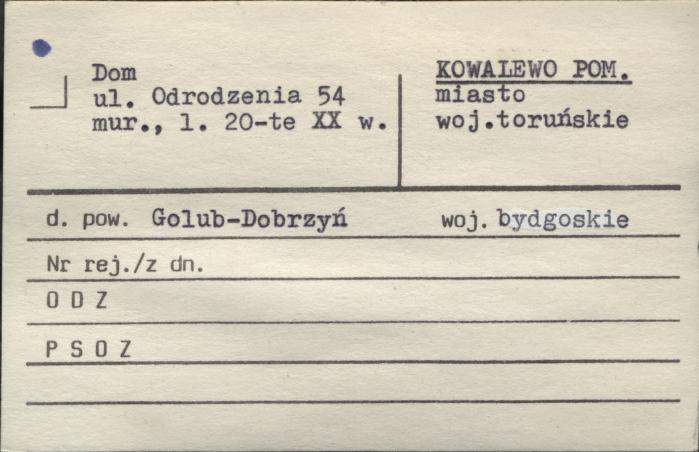 Dom
ul. Odrodzenia 54
mur., l. 20-te XX w.
KOWALEWO POM.
miasto
woj.toruńskie
d. pow. Golub-Dobrzyń woj. bydgoskie
Nr rej./z dn.
O D Z
P S O Z